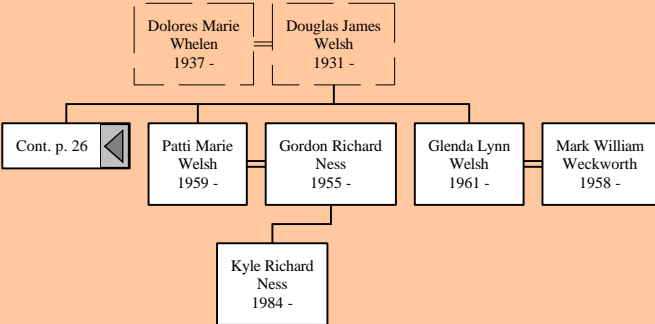 Dolores Marie
Whelen
1937 -
Douglas James
Welsh
1931 -
Cont. p. 26
Patti Marie
Welsh
1959 -
Gordon Richard
Ness
1955 -
Glenda Lynn
Welsh
1961 -
Mark William
Weckworth
1958 -
Kyle Richard
Ness
1984 -